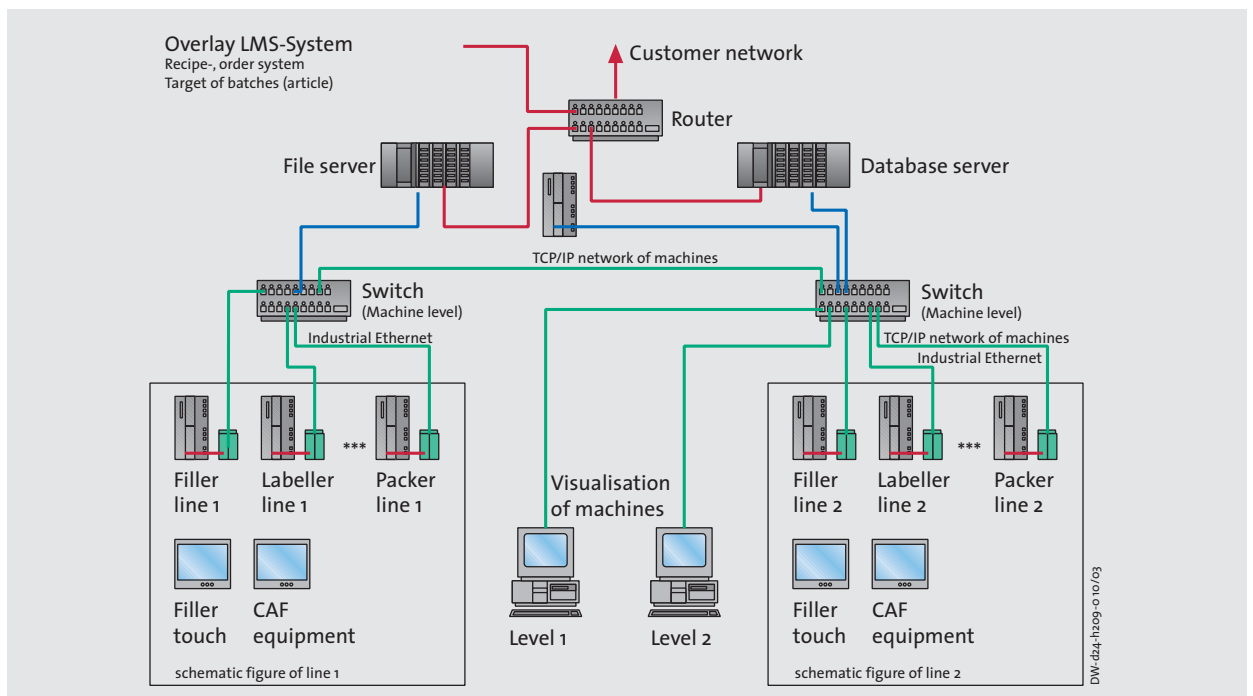 Overlay LMS-System
Recipe-, order system
Target of batches (article)
Customer network
Router
File server
Database server
TCP/IP network of machines
Switch
(Machine level)
Switch
(Machine level)
Industrial Ethernet
TCP/IP network of machines
Industrial Ethernet
***
Filler
line 1
Labeller
line 1
Packer
line 1
Filler
touch
CAF
equipment
schematic figure of line 1
Visualisation
of machines
Level 1
Level 2
***
Filler
line 2
Labeller
line 2
Packer
line 2
Filler
touch
CAF
equipment
schematic figure of line 2
DW-d24-h209-0 10/03